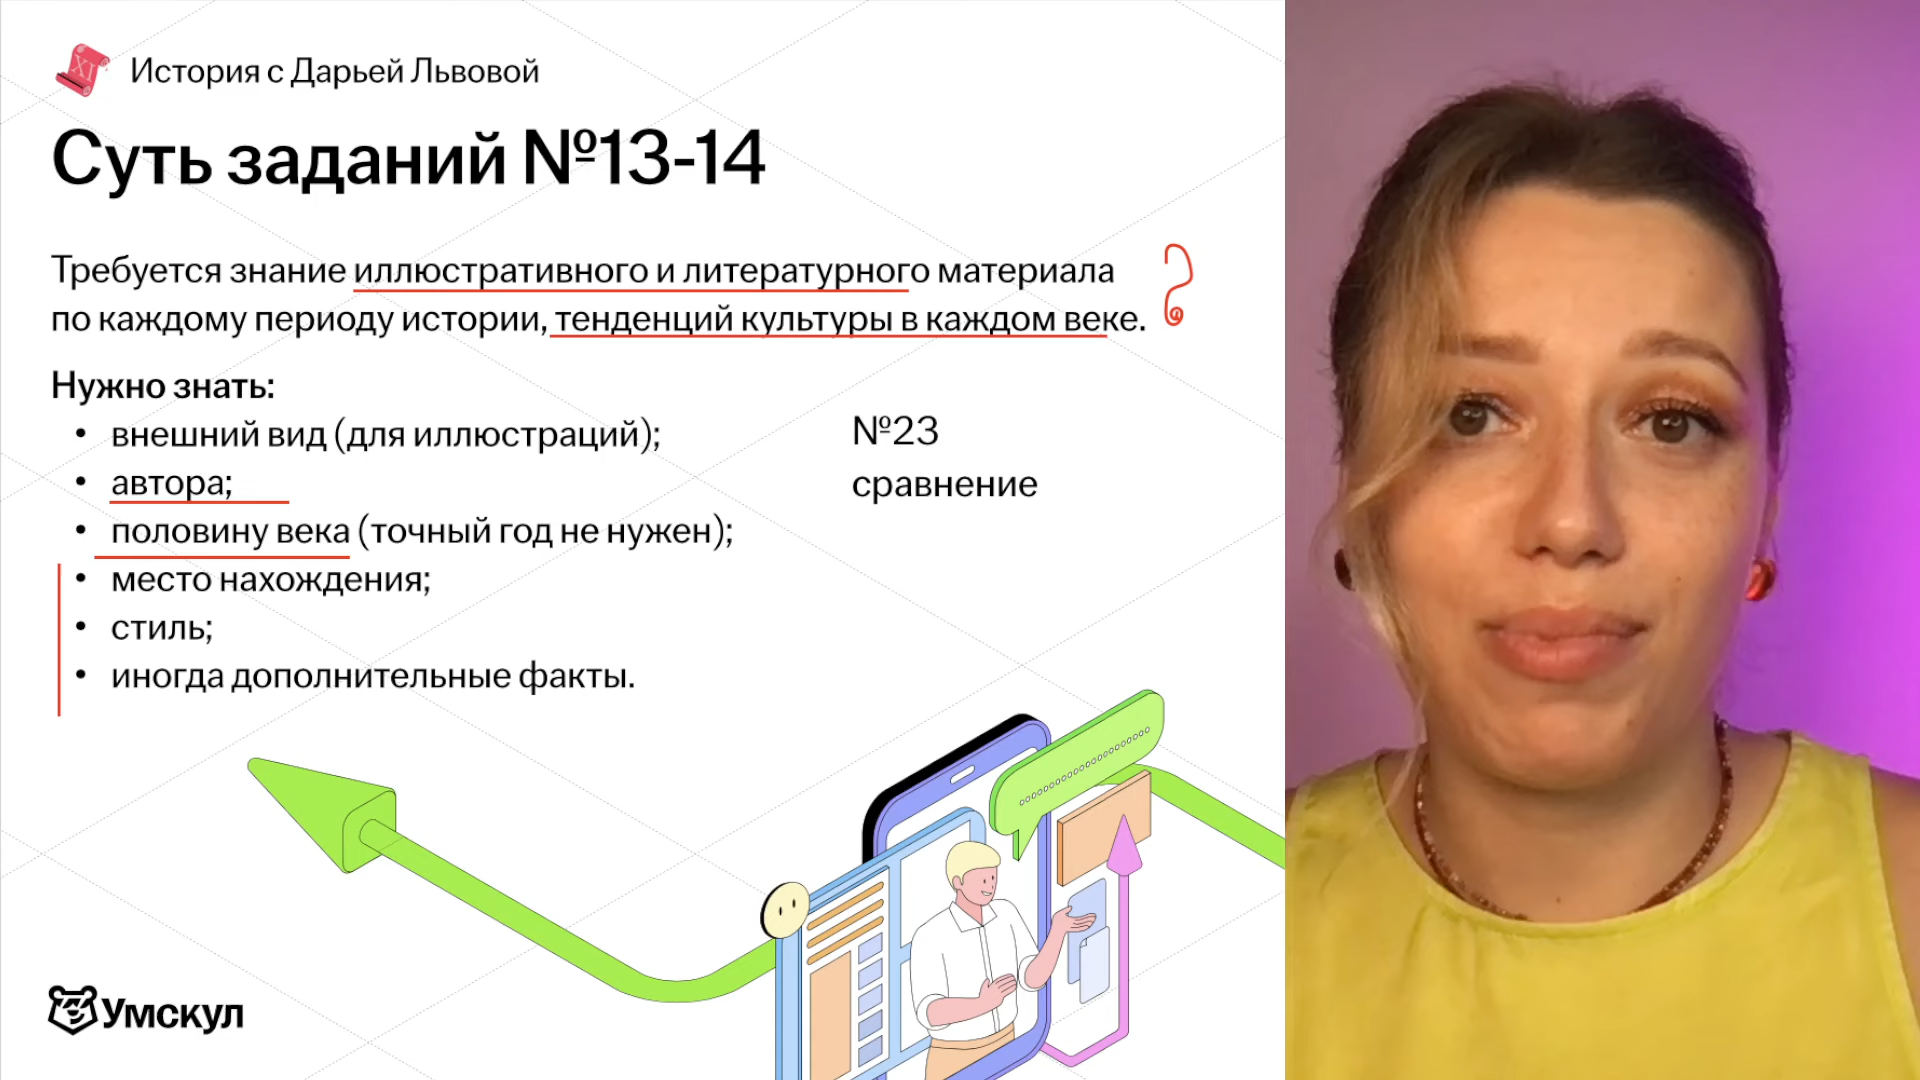 История с Дарьей Львовой
Суть заданий №13-14
Требуется знание иллюстративного и литературного материала
по каждому периоду истории, тенденций культуры в каждом веке.
Нужно знать:
• внешний вид (для иллюстраций);
• автора;
• половину века (точный год не нужен);
• место нахождения;
• стиль;
• иногда дополнительные факты.
№23
сравнение
Умскул